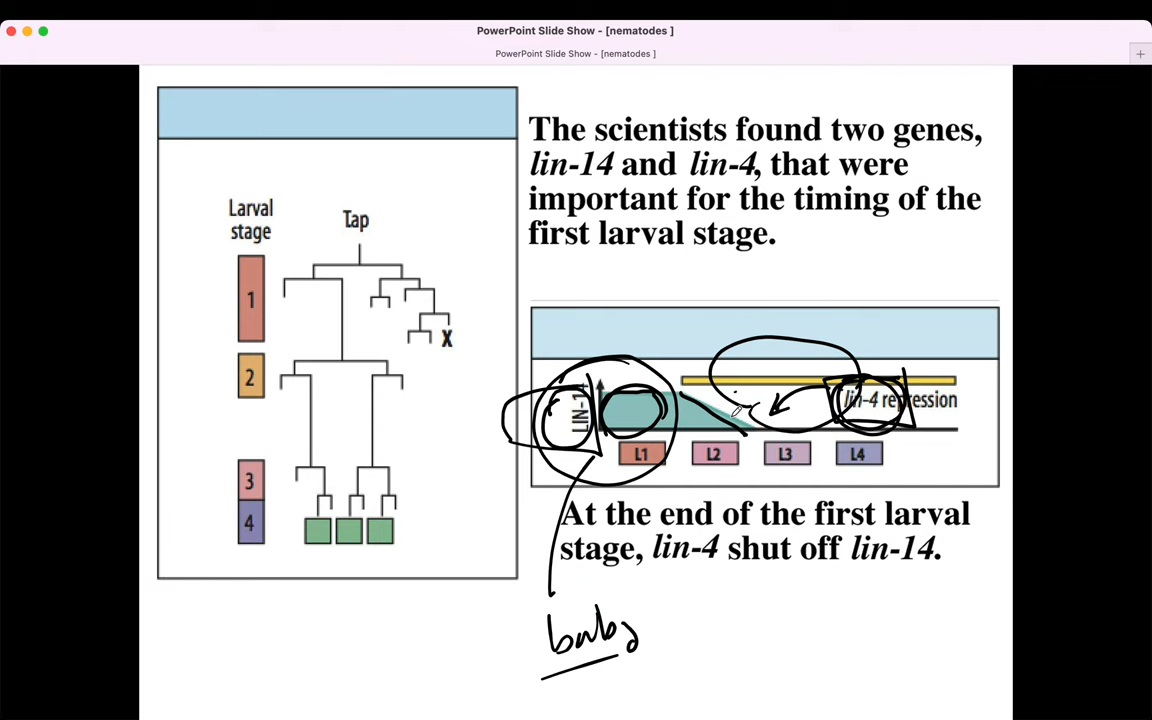 PowerPoint Slide Show - [nematodes ]
PowerPoint Slide Show - [nematodes ]
Larval
stage
Tap
1
X
2
3
4
The scientists found two genes,
lin-14 and lin-4, that were
important for the timing of the
first larval stage.
LIN-14
lin-4 repression
L1 L2 L3 L4
At the end of the first larval
stage, lin-4 shut off lin-14.